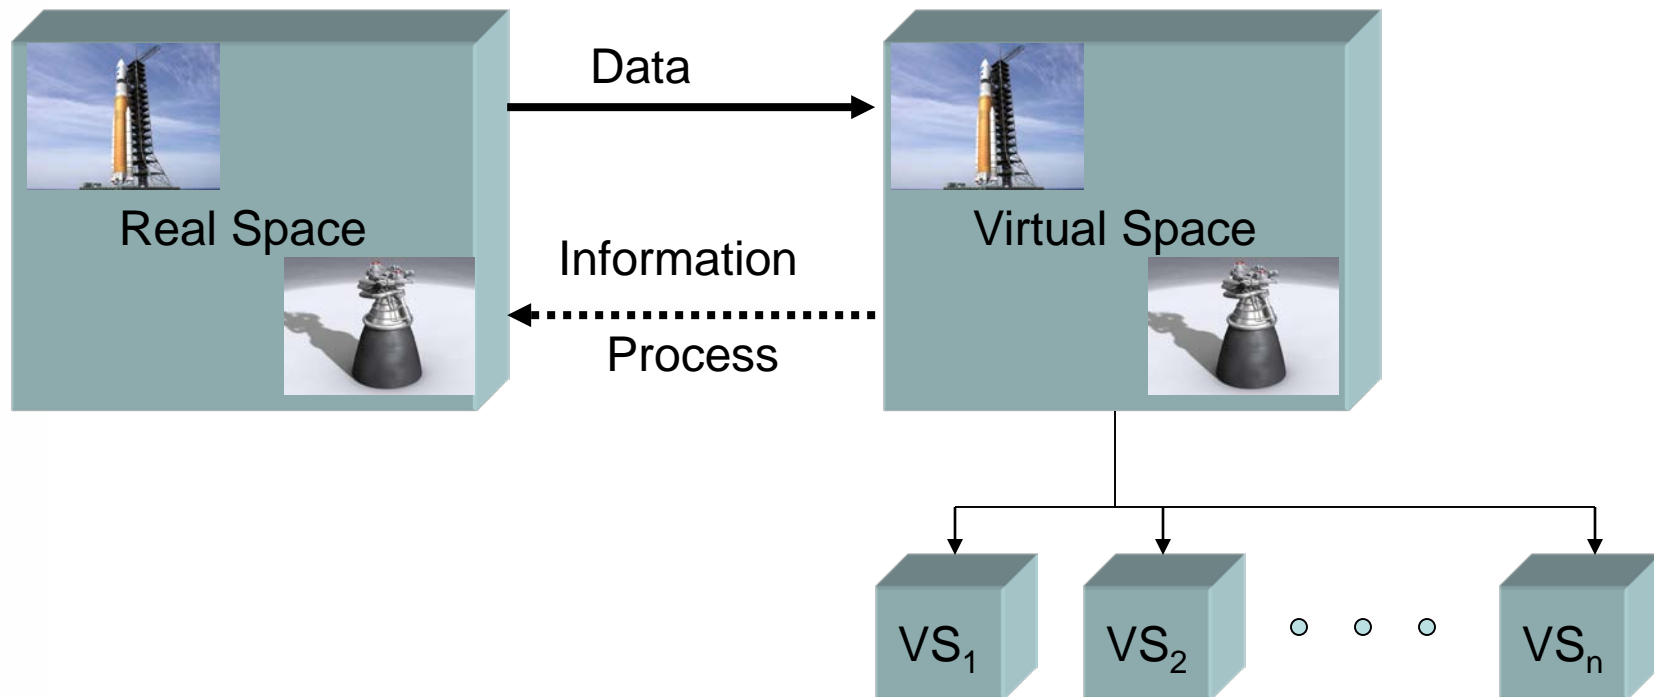 Data
Real Space
Virtual Space
Information
Process
VS₁
VS₂
VSₙ